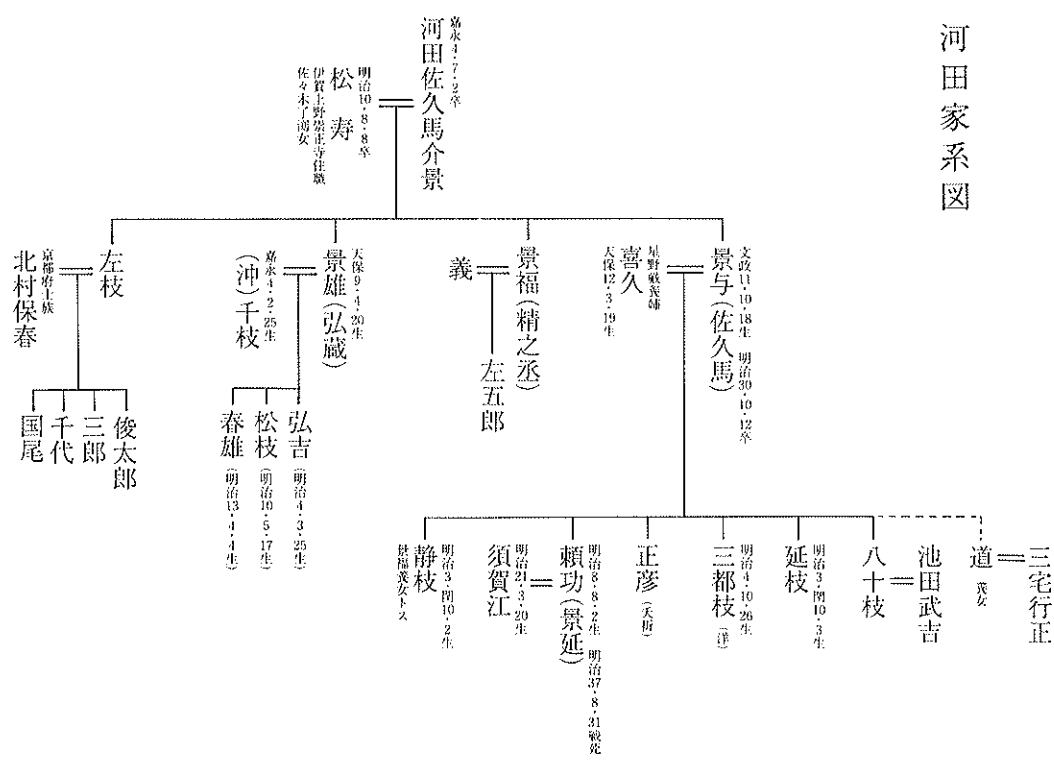 河田家系図
嘉永4・7・2卒
河田佐久馬介景
明治10・8・8卒
松寿
伊賀上野崇正寺住職
佐々木了	女
文政11・10・18生 明治30・10・12卒
景与(佐久馬)
星野	養姉
喜久
天保12・3・19生
景福(精之丞)
義
左五郎
天保9・4・20生
景雄(弘蔵)
嘉永4・2・25生
(沖)千枝
弘吉(明治4・3・25生)
松枝(明治10・5・17生)
春雄(明治13・4・4生)
左枝
京都府士族
北村保春
俊太郎
三郎
千代
国尾
三宅行正
道 養女
池田武吉
八十枝
明治3・閏10・3生
延枝
明治4・10・26生
三都枝(洋)
正彦(夭折)
明治8・8・2生 明治37・8・31戦死
頼功(景延)
明治21・3・20生
須賀江
明治3・閏10・2生
静枝
景福養女トス